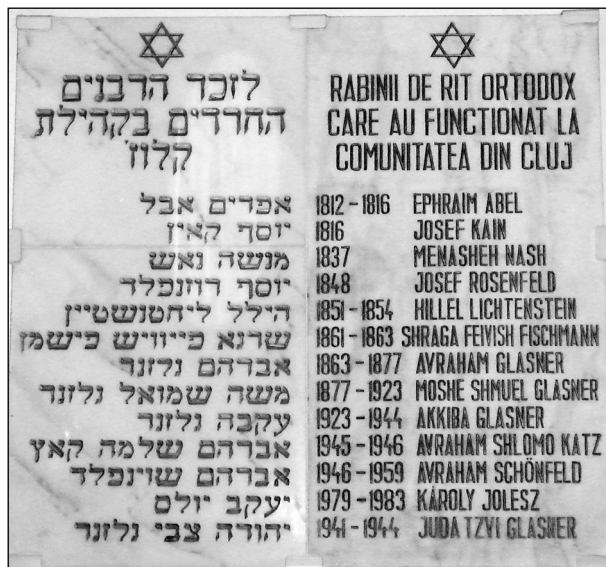 לזכר הרבנים
החרדים בקהילת
קלוז'
אפרים אבל
יוסף קאין
מנשה נאש
יוסף רוזנפלד
הילל ליחטנשטיין
שרגא פייוויש פישמן
אברהם גלזנר
משה שמואל גלזנר
עקבה גלזנר
אברהם שלמה קאץ
אברהם שוינפלד
יעקב יולס
יהודה צבי גלזנר
RABINII DE RIT ORTODOX
CARE AU FUNCTIONAT LA
COMUNITATEA DIN CLUJ
1812 - 1816 EPHRAIM ABEL
1816 JOSEF KAIN
1837 MENASHEH NASH
1848 JOSEF ROSENFELD
1851 - 1854 HILLEL LICHTENSTEIN
1861 - 1863 SHRAGA FEIVISH FISCHMANN
1863 - 1877 AVRAHAM GLASNER
1877 - 1923 MOSHE SHMUEL GLASNER
1923 - 1944 AKKIBA GLASNER
1945 - 1946 AVRAHAM SHLOMO KATZ
1946 - 1959 AVRAHAM SCHÖNFELD
1979 - 1983 KÁROLY JOLESZ
1941 - 1944 JUDA TZVI GLASNER